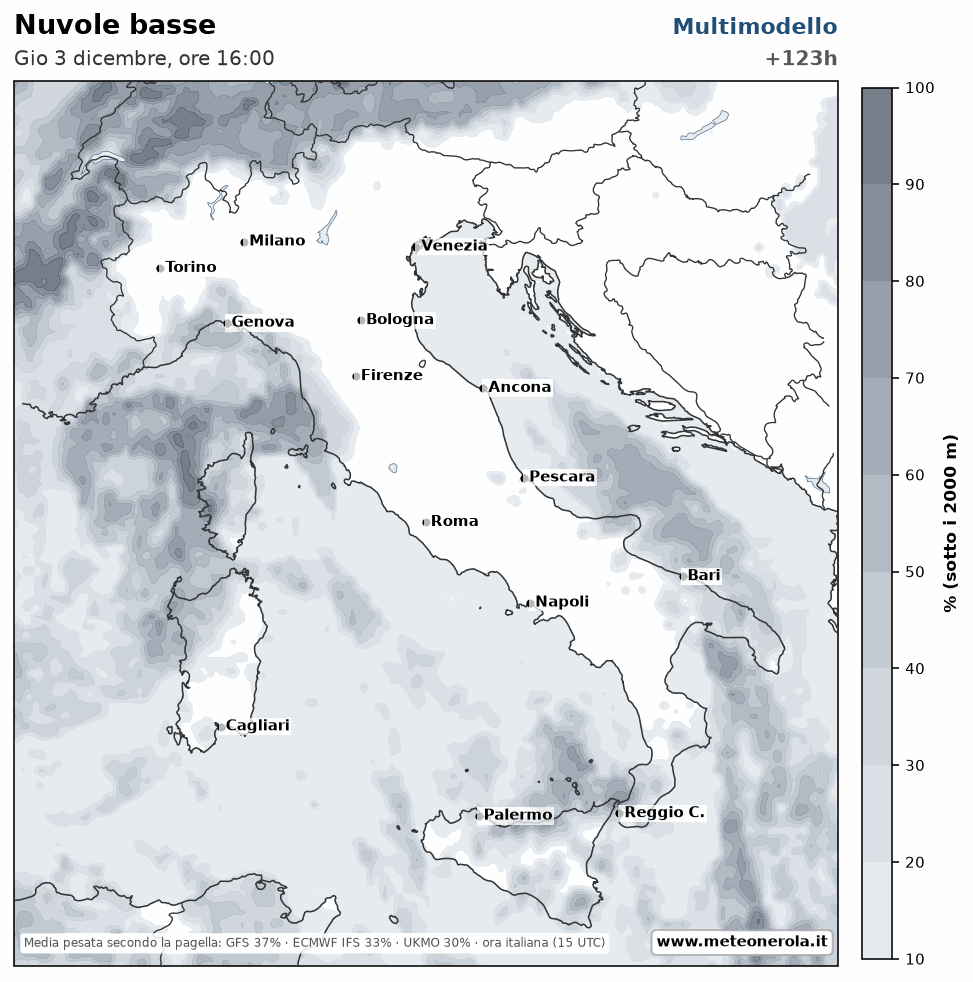 Nuvole basse
Multimodello
Gio 3 dicembre, ore 16:00
+123h
Milano
Venezia
Torino
Genova
Bologna
Firenze
Ancona
Pescara
Roma
Bari
Napoli
Cagliari
Palermo
Reggio C.
100
90
80
70
60
50
40
30
20
10
% (sotto i 2000 m)
Media pesata secondo la pagella: GFS 37% · ECMWF IFS 33% · UKMO 30% · ora italiana (15 UTC)
www.meteonerola.it